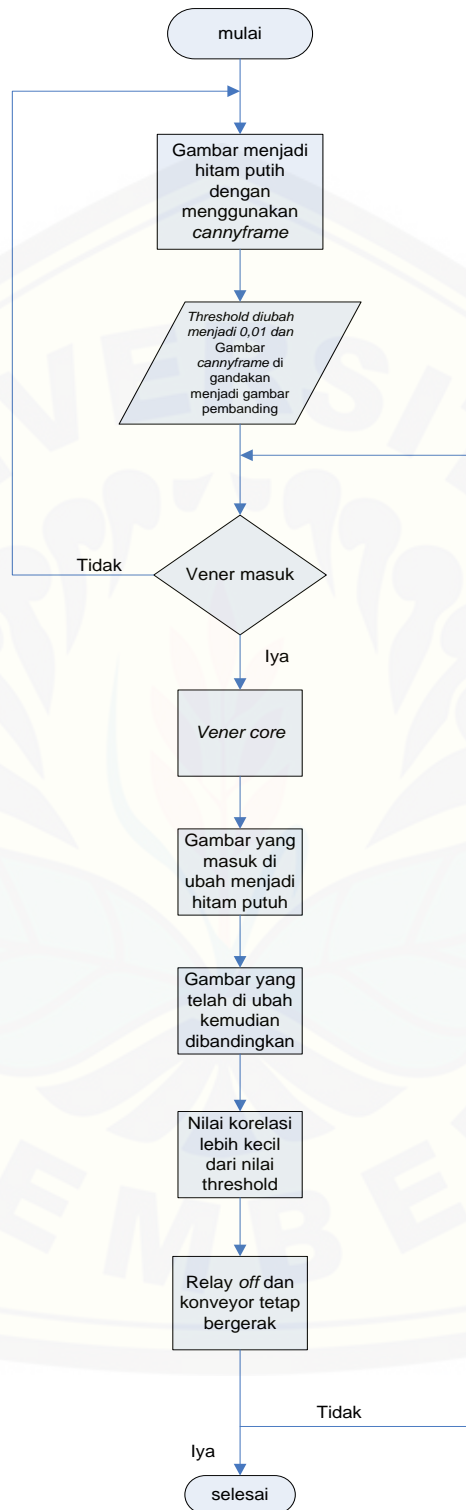 mulai
Gambar menjadi
hitam putih
dengan
menggunakan
cannyframe
Threshold diubah
menjadi 0,01 dan
Gambar
cannyframe di
gandakan
menjadi gambar
pembanding
Tidak
Vener masuk
Iya
Vener core
Gambar yang
masuk di
ubah menjadi
hitam putuh
Gambar yang
telah di ubah
kemudian
dibandingkan
Nilai korelasi
lebih kecil
dari nilai
threshold
Relay off dan
konveyor tetap
bergerak
Tidak
Iya
selesai